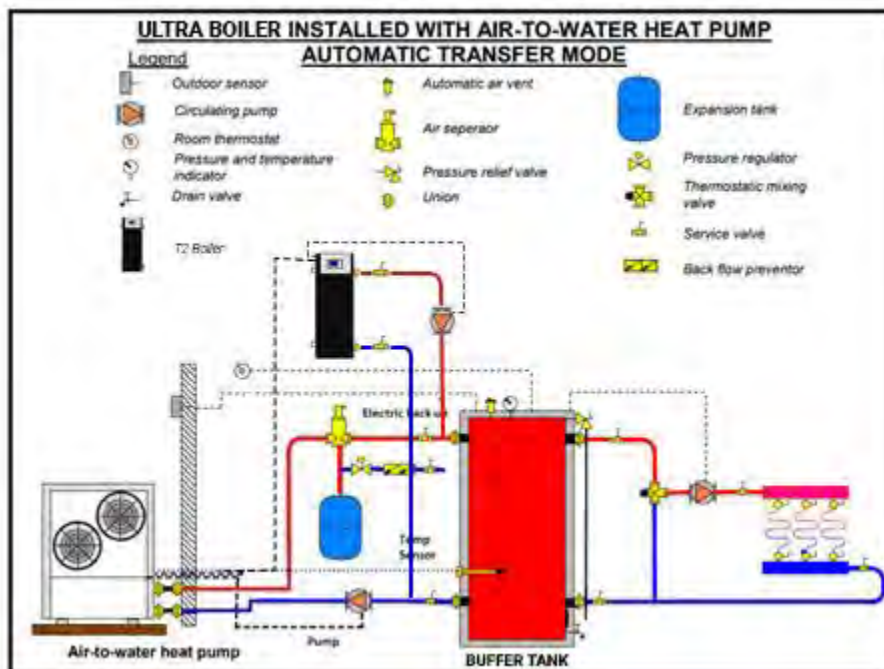 ULTRA BOILER INSTALLED WITH AIR-TO-WATER HEAT PUMP
AUTOMATIC TRANSFER MODE
Legend
Outdoor sensor
Circulating pump
Room thermostat
Pressure and temperature
indicator
Drain valve
T2 Boiler
Automatic air vent
Air seperaor
Pressure relief valve
Union
Expansion tank
Pressure regulator
Thermostatic mixing
valve
Service valve
Back flow preventor
Electric Back up
Temp
Sensor
Pump
Air-to-water heat pump
BUFFER TANK